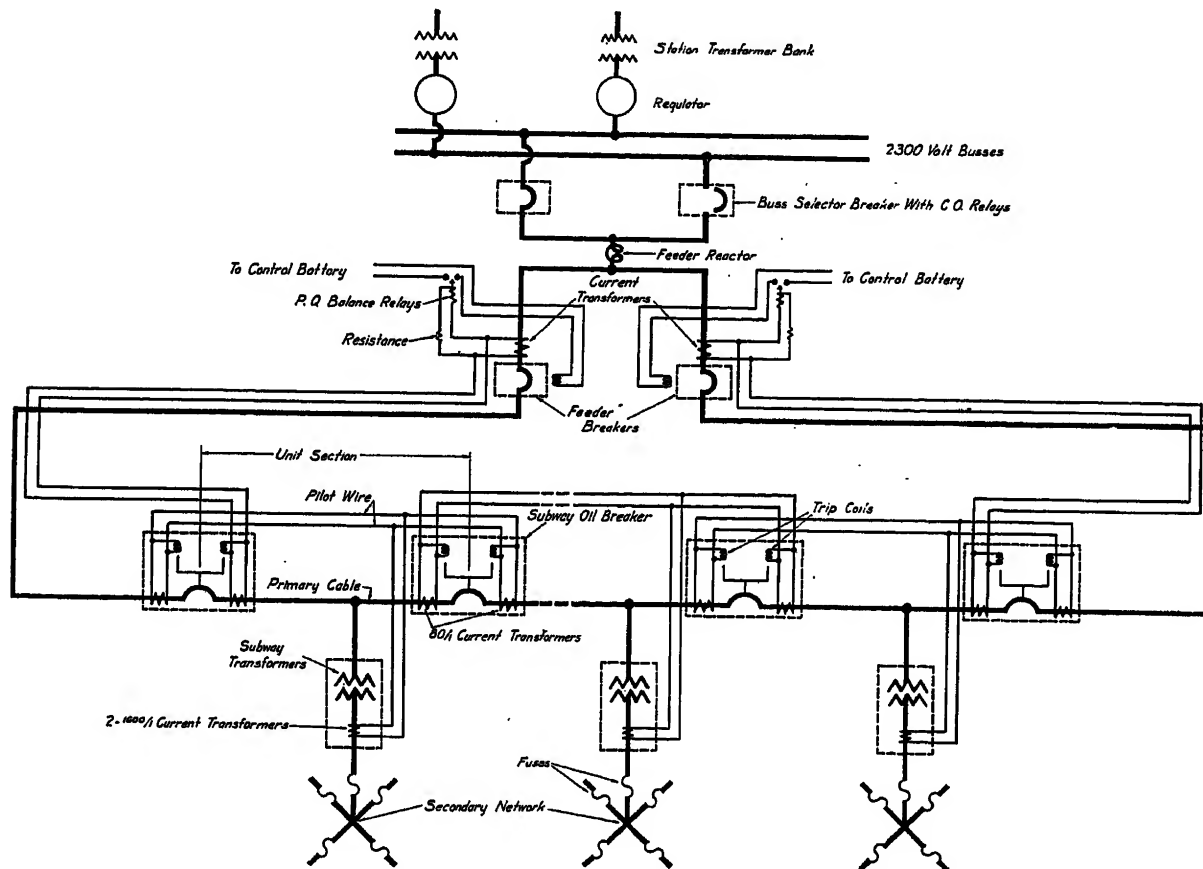 Station Transformer Bank
Regulator
2300 Volt Busses
Buss Selector Breaker With C.O. Relays
Feeder Reactor
To Control Battery
Current
Transformers
To Control Battery
P.Q. Balance Relays
Resistance
Feeder
Breakers
Unit Section
Pilot Wire
Subway Oil Breaker
Trip Coils
Primary Cable
80/1 Current Transformers
Subway
Transformers
2-1600/1 Current Transformers
Fuses
Secondary Network